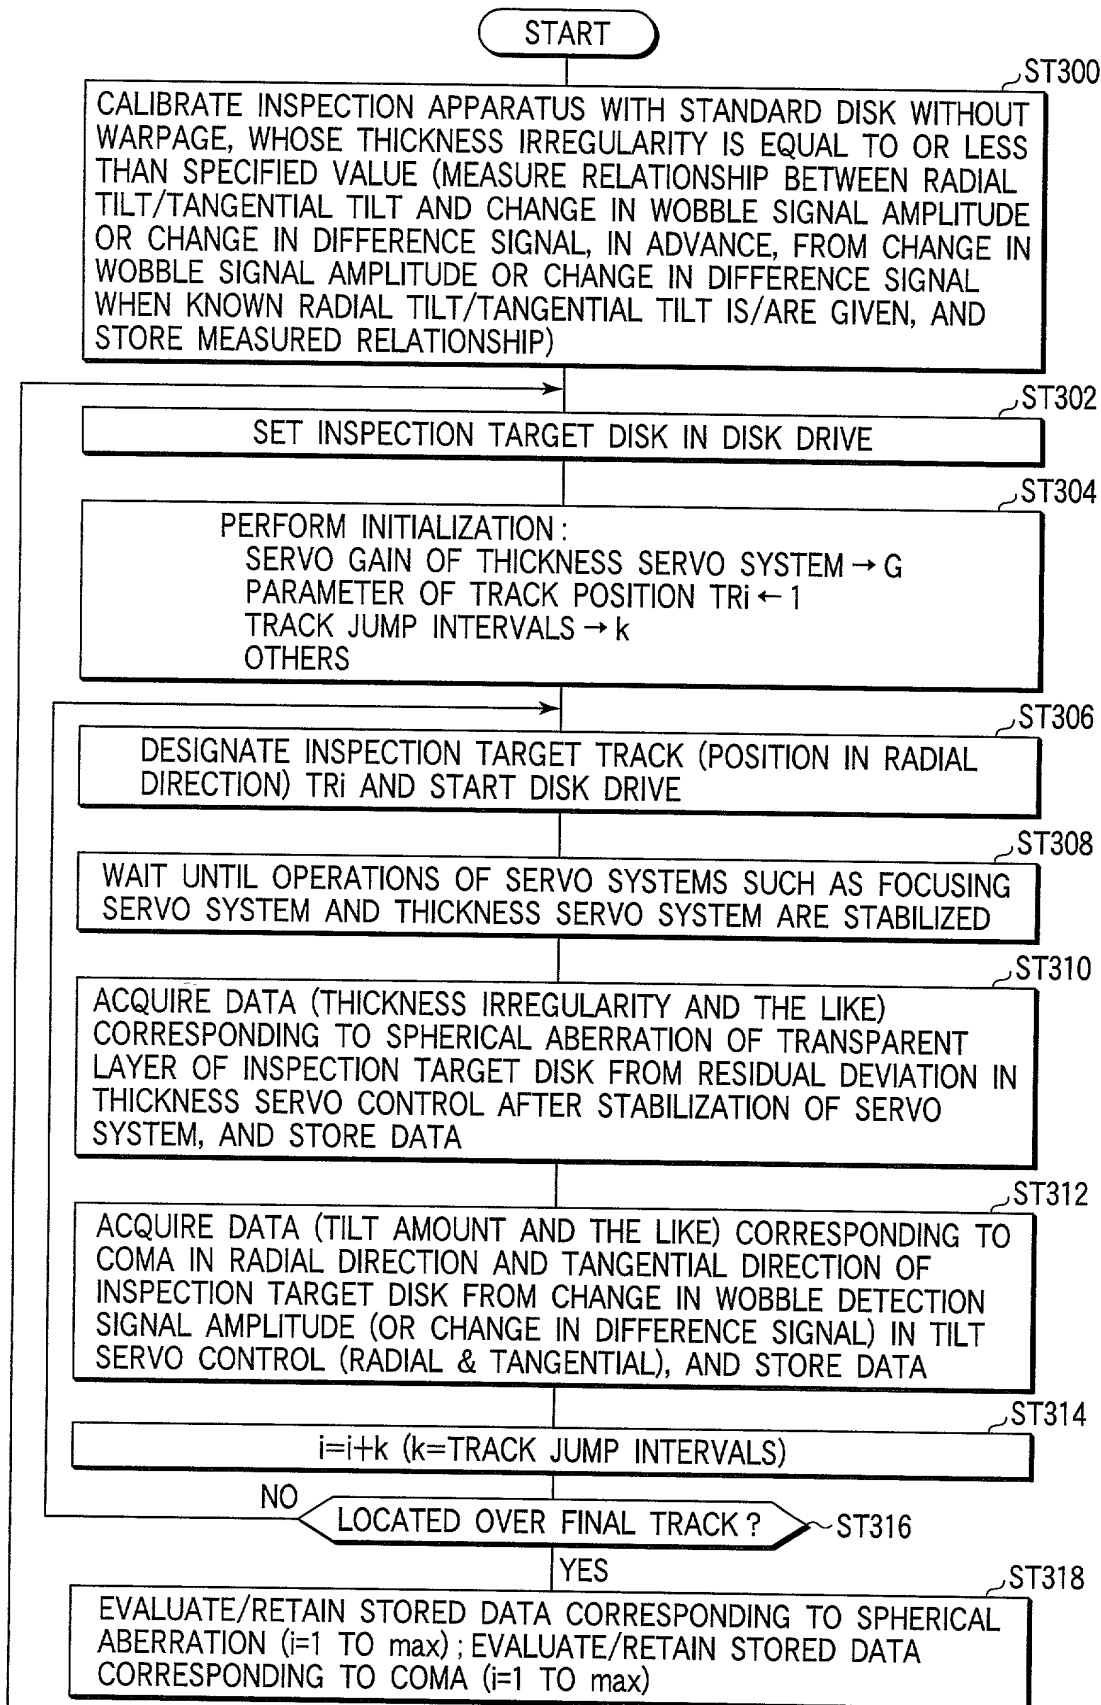 START
ST300
CALIBRATE INSPECTION APPARATUS WITH STANDARD DISK WITHOUT
WARPAGE, WHOSE THICKNESS IRREGULARITY IS EQUAL TO OR LESS
THAN SPECIFIED VALUE (MEASURE RELATIONSHIP BETWEEN RADIAL
TILT/TANGENTIAL TILT AND CHANGE IN WOBBLE SIGNAL AMPLITUDE
OR CHANGE IN DIFFERENCE SIGNAL, IN ADVANCE, FROM CHANGE IN
WOBBLE SIGNAL AMPLITUDE OR CHANGE IN DIFFERENCE SIGNAL
WHEN KNOWN RADIAL TILT/TANGENTIAL TILT IS/ARE GIVEN, AND
STORE MEASURED RELATIONSHIP)
ST302
SET INSPECTION TARGET DISK IN DISK DRIVE
ST304
PERFORM INITIALIZATION:
SERVO GAIN OF THICKNESS SERVO SYSTEM → G
PARAMETER OF TRACK POSITION TRi ← 1
TRACK JUMP INTERVALS → k
OTHERS
ST306
DESIGNATE INSPECTION TARGET TRACK (POSITION IN RADIAL
DIRECTION) TRi AND START DISK DRIVE
ST308
WAIT UNTIL OPERATIONS OF SERVO SYSTEMS SUCH AS FOCUSING
SERVO SYSTEM AND THICKNESS SERVO SYSTEM ARE STABILIZED
ST310
ACQUIRE DATA (THICKNESS IRREGULARITY AND THE LIKE)
CORRESPONDING TO SPHERICAL ABERRATION OF TRANSPARENT
LAYER OF INSPECTION TARGET DISK FROM RESIDUAL DEVIATION IN
THICKNESS SERVO CONTROL AFTER STABILIZATION OF SERVO
SYSTEM, AND STORE DATA
ST312
ACQUIRE DATA (TILT AMOUNT AND THE LIKE) CORRESPONDING TO
COMA IN RADIAL DIRECTION AND TANGENTIAL DIRECTION OF
INSPECTION TARGET DISK FROM CHANGE IN WOBBLE DETECTION
SIGNAL AMPLITUDE (OR CHANGE IN DIFFERENCE SIGNAL) IN TILT
SERVO CONTROL (RADIAL & TANGENTIAL), AND STORE DATA
ST314
i=i+k (k=TRACK JUMP INTERVALS)
NO
LOCATED OVER FINAL TRACK?
ST316
YES
ST318
EVALUATE/RETAIN STORED DATA CORRESPONDING TO SPHERICAL
ABERRATION (i=1 TO max); EVALUATE/RETAIN STORED DATA
CORRESPONDING TO COMA (i=1 TO max)